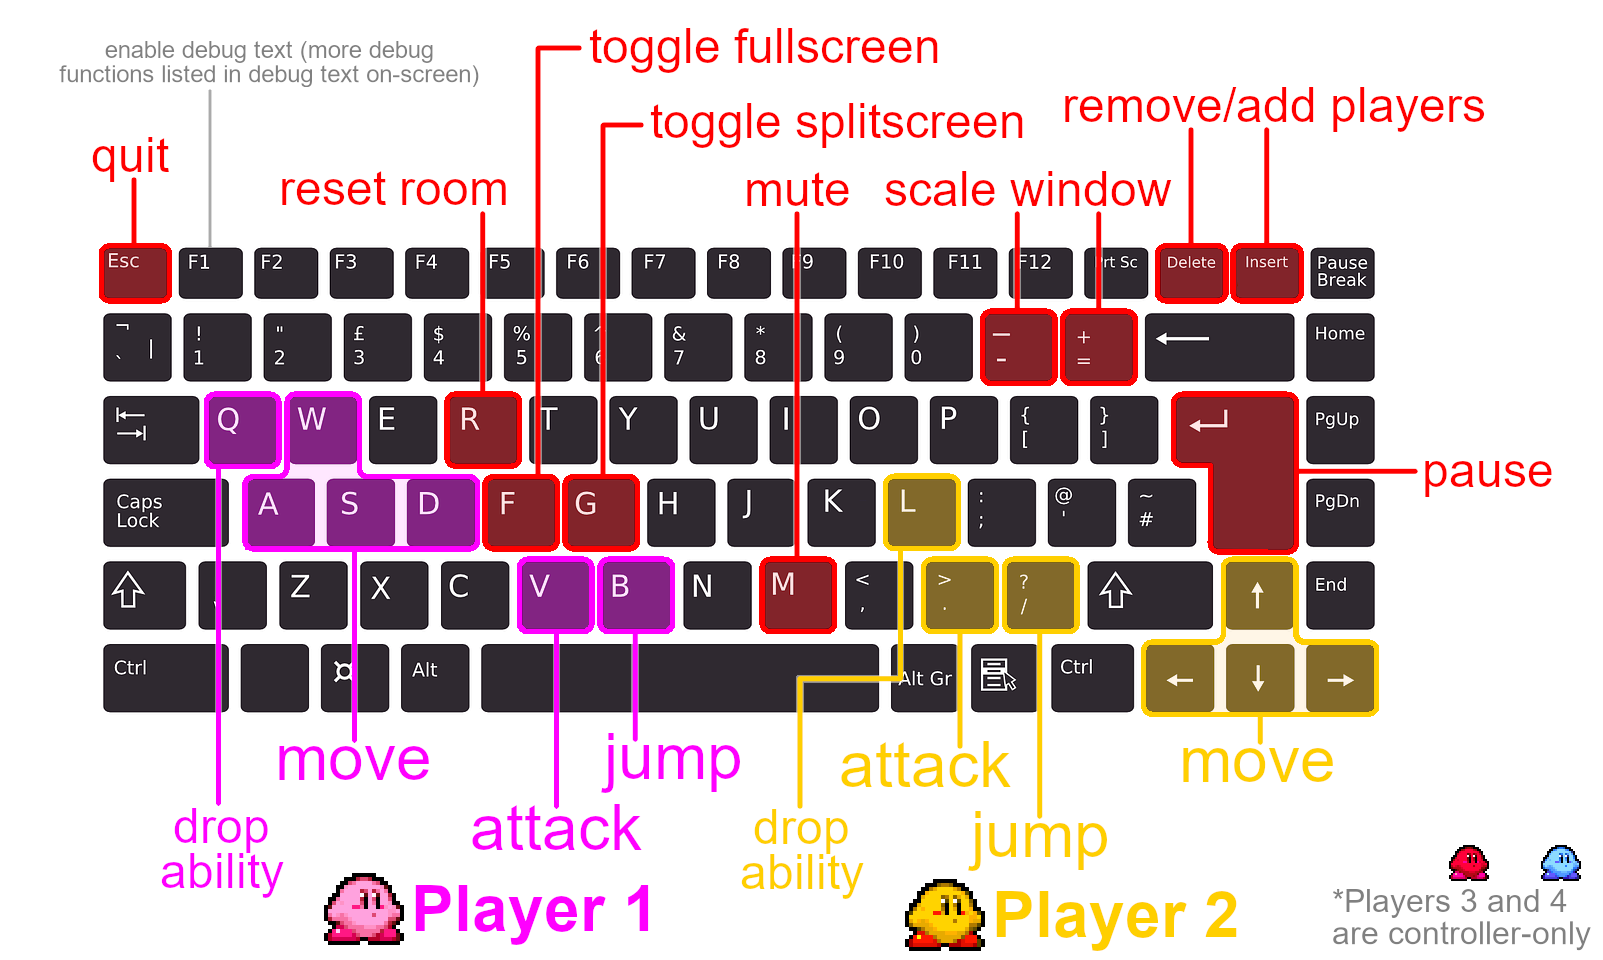 enable debug text (more debug
functions listed in debug text on-screen)
toggle fullscreen
toggle splitscreen
remove/add players
quit
reset room
mute
scale window
Esc F1 F2 F3 F4 F5 F6 F7 F8 F9 F10 F11 F12 Prt Sc Delete Insert Pause
Break
¬ ! " £ $ % ^ & * ( ) — + Home
` | 1 2 3 4 5 6 7 8 9 0 - =
Q W E R T Y U I O P { } PgUp
[ ]
pause
Caps
Lock
A S D F G H J K L : @ ~ PgDn
; ' #
Z X C V B N M < > ? End
, . /
Ctrl Alt Alt Gr Ctrl
move
jump
attack
move
drop
ability
attack
drop
ability
jump
Player 1
Player 2
*Players 3 and 4
are controller-only